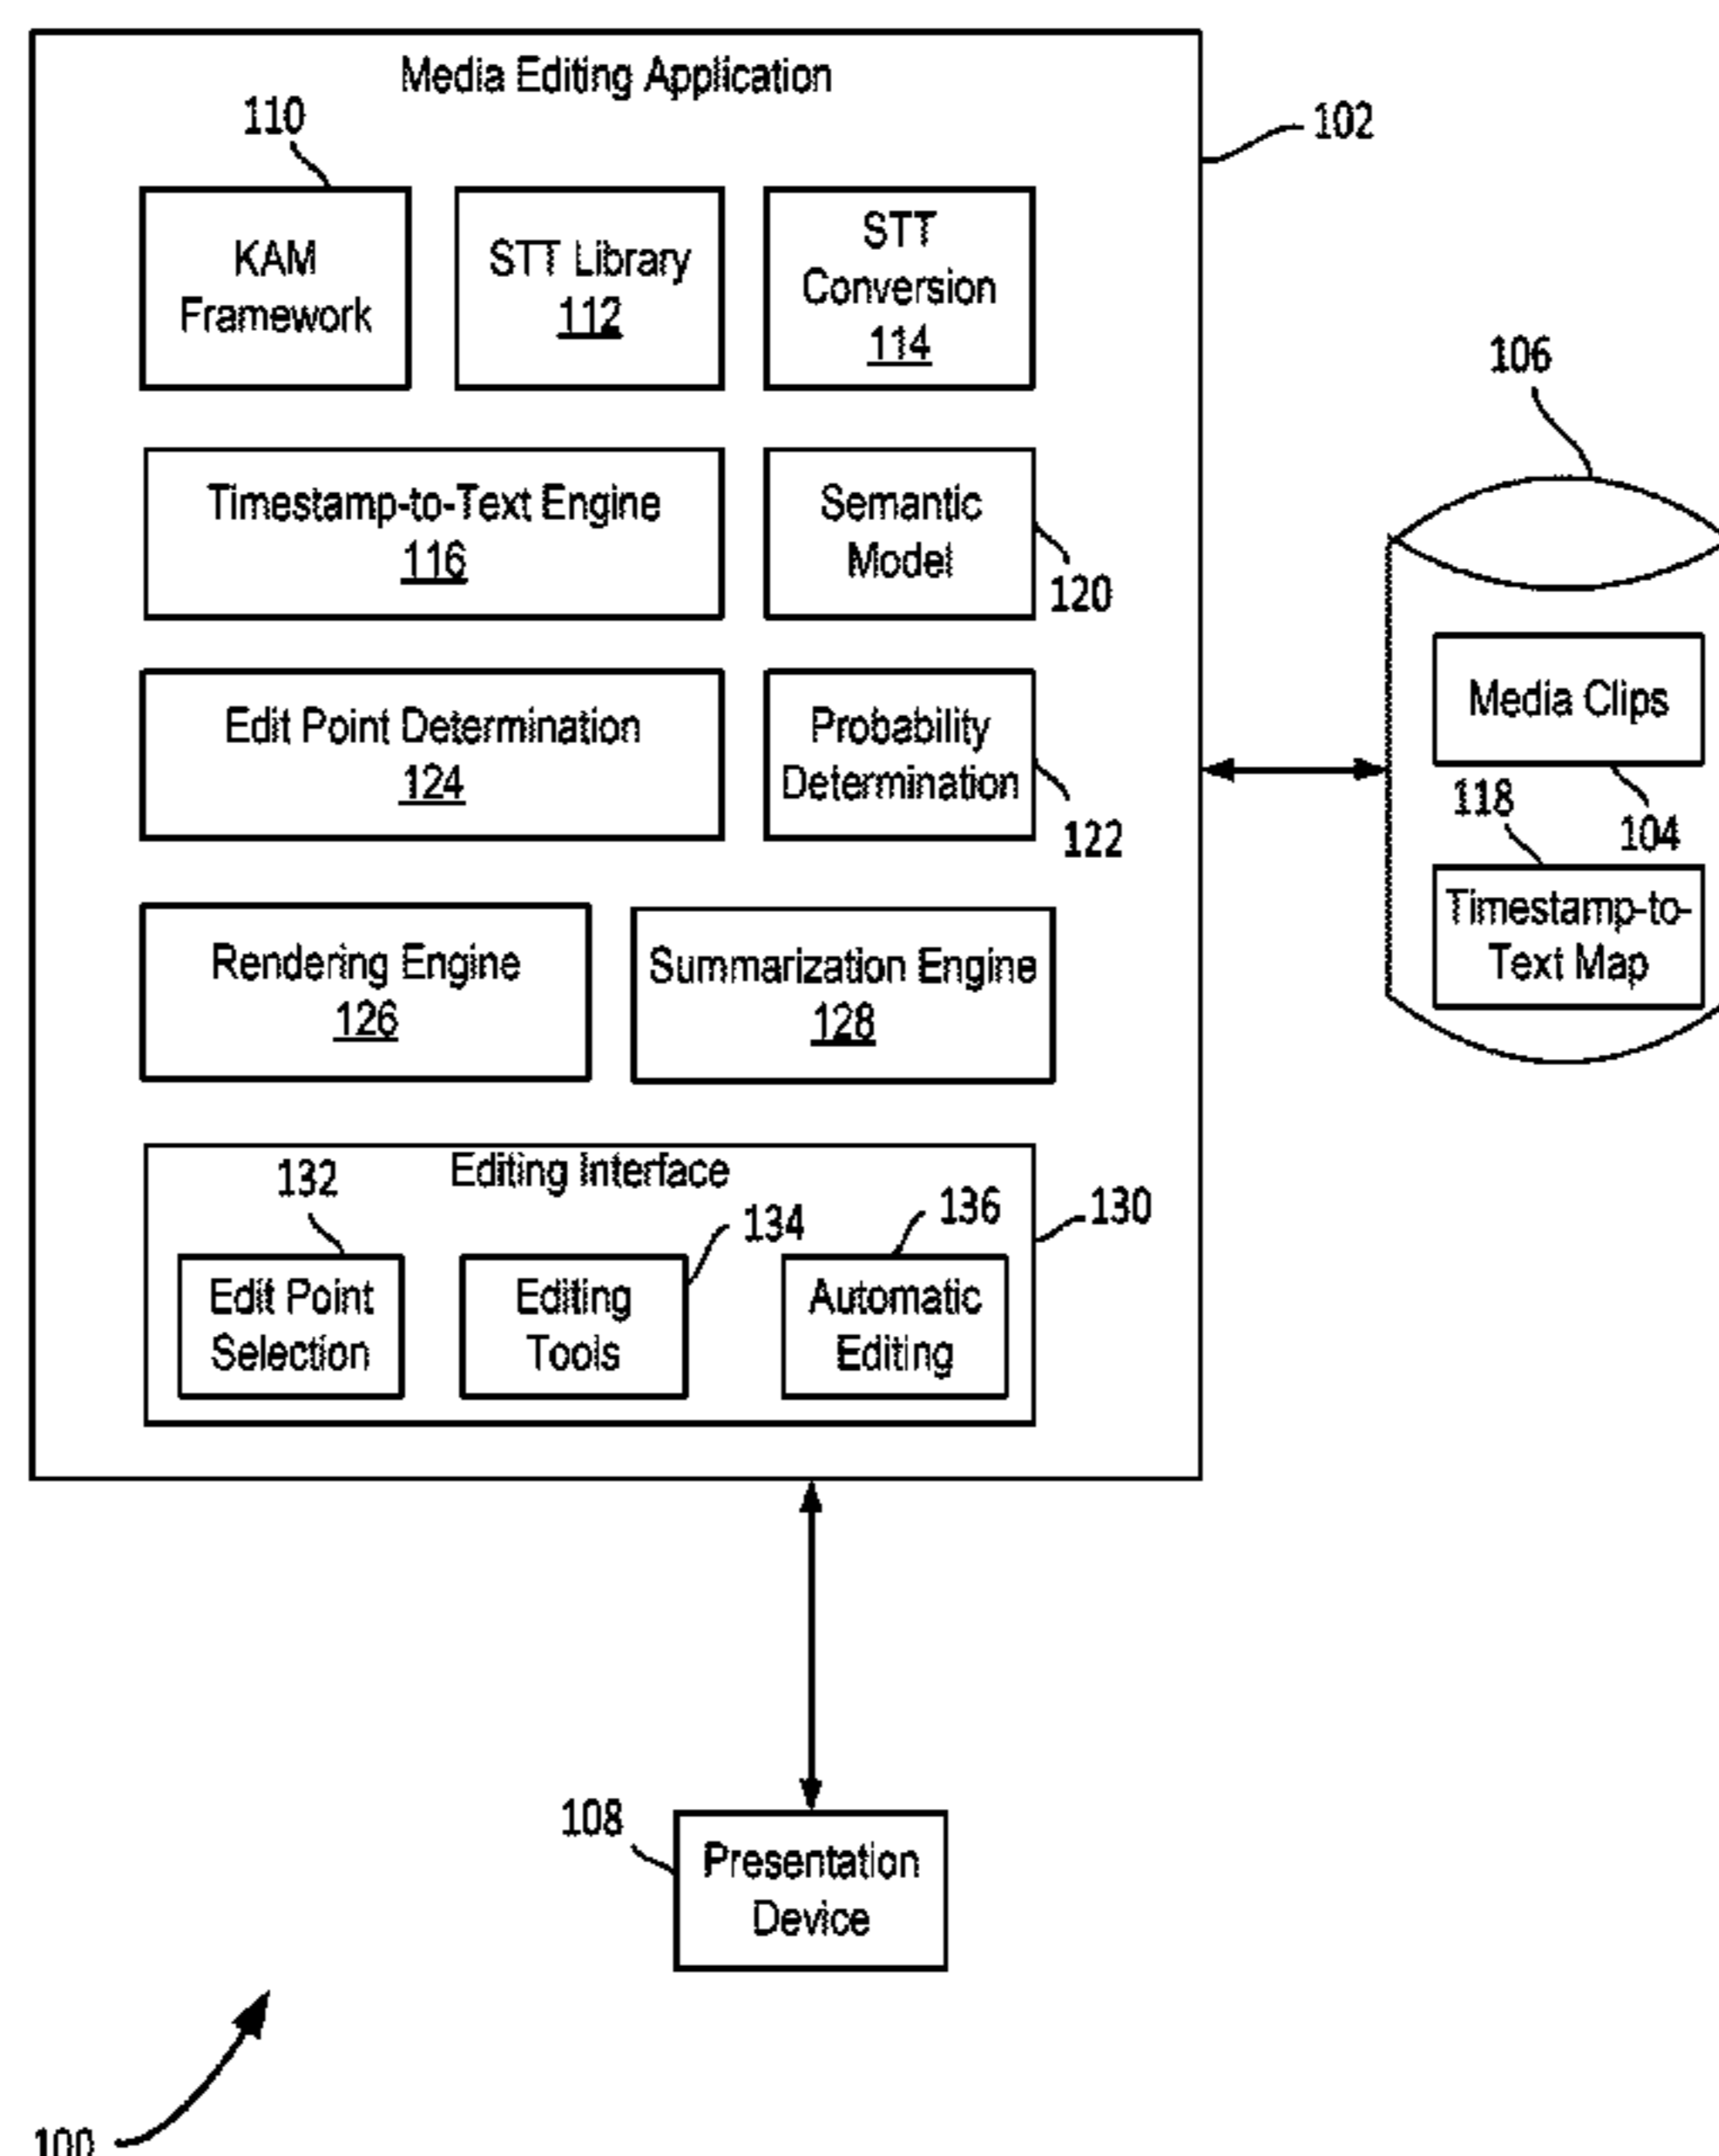 Media Editing Application
110
102
KAM
Framework
STT Library
112
STT
Conversion
114
106
Timestamp-to-Text Engine
116
Semantic
Model
120
Edit Point Determination
124
Probability
Determination
122
Media Clips
118
104
Timestamp-to-
Text Map
Rendering Engine
126
Summarization Engine
128
Editing Interface
132
134
136
130
Edit Point
Selection
Editing
Tools
Automatic
Editing
108
Presentation
Device
100